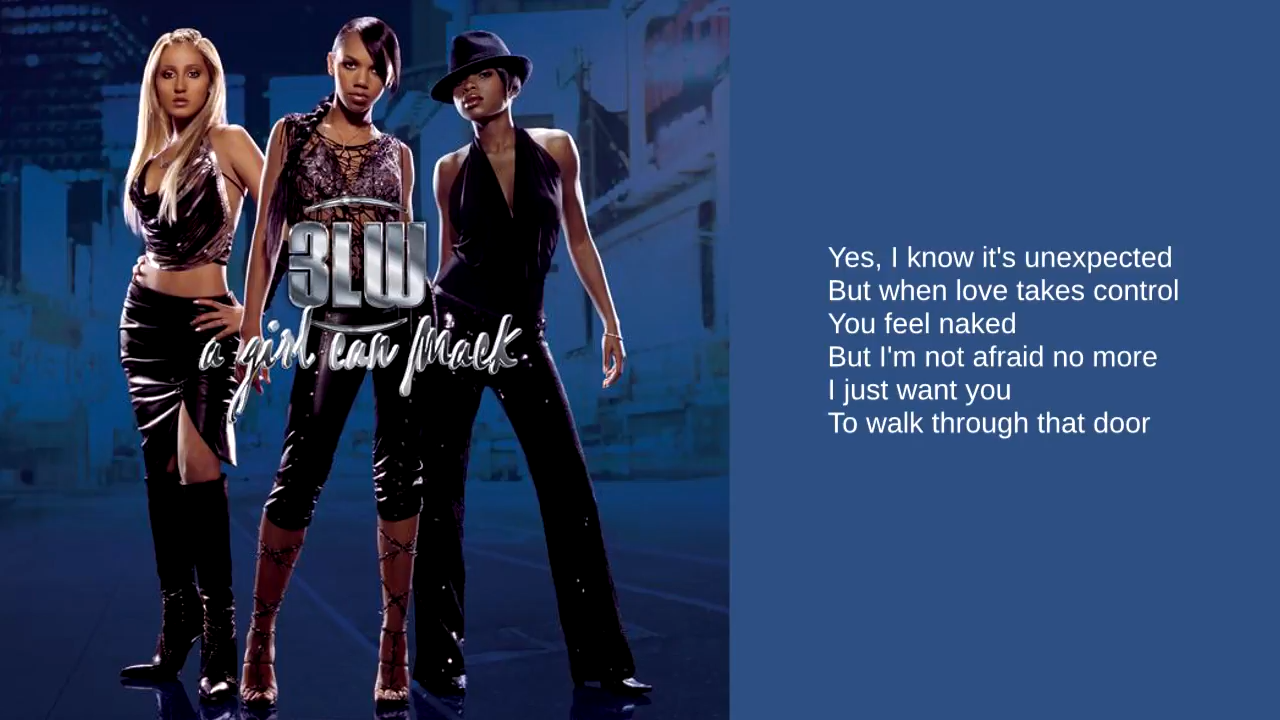 3LW
a girl can mack
Yes, I know it's unexpected
But when love takes control
You feel naked
But I'm not afraid no more
I just want you
To walk through that door